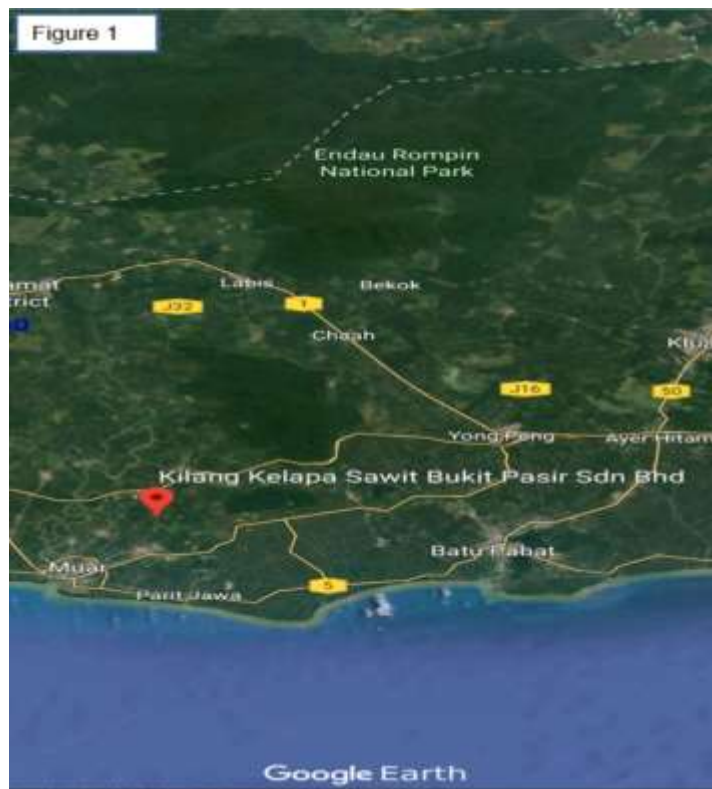 Figure 1
Endau Rompin
National Park
Labis
Bekok
J32
1
Chaah
J16
50
Yong Peng
Ayer Hitam
Kilang Kelapa Sawit Bukit Pasir Sdn Bhd
Batu Pahat
Muar
5
Parit Jawa
Google Earth